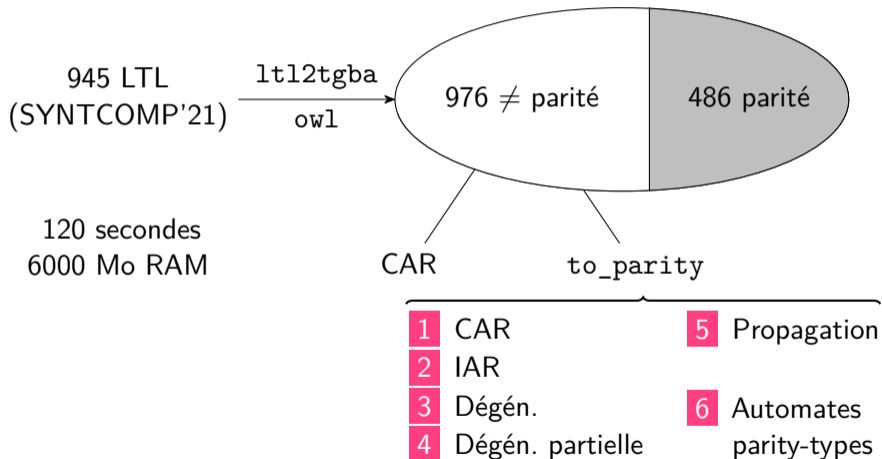 945 LTL
(SYNTCOMP'21)
ltl2tgba
owl
976 ≠ parité
486 parité
120 secondes
6000 Mo RAM
CAR
to_parity
1 CAR
2 IAR
3 Dégén.
4 Dégén. partielle
5 Propagation
6 Automates
parity-types